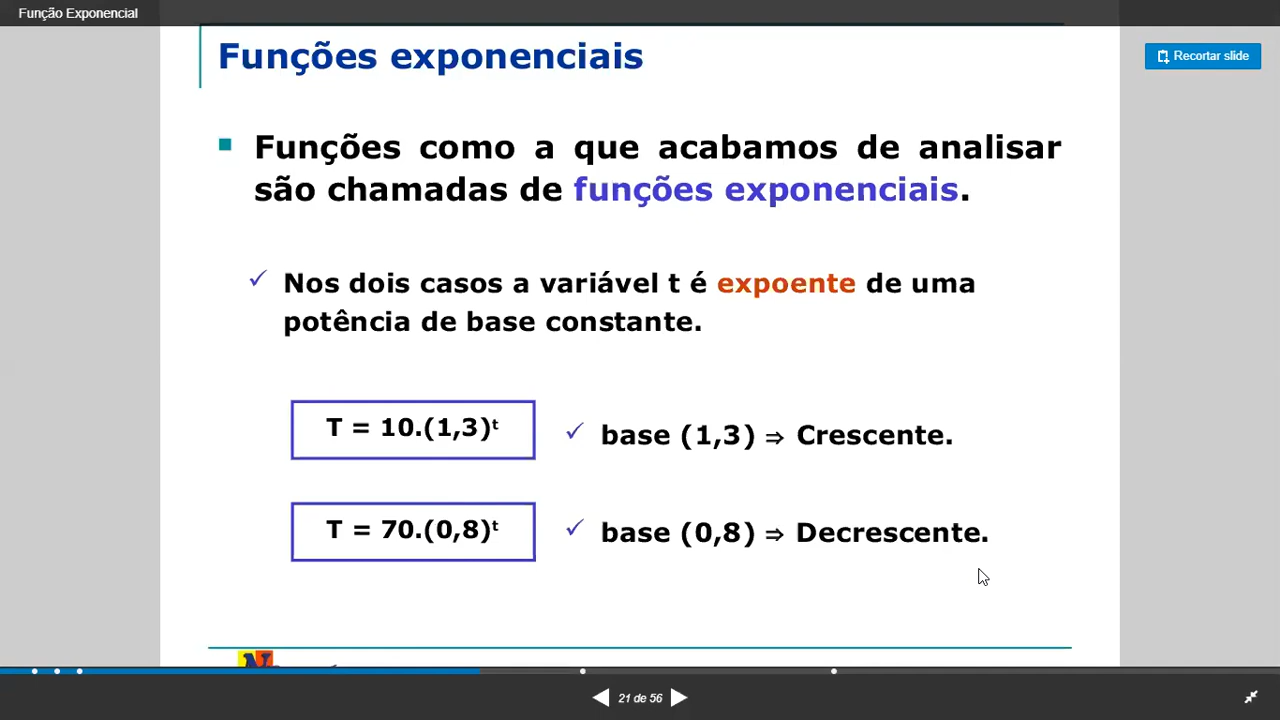 Função Exponencial
Funções exponenciais
Recortar slide
Funções como a que acabamos de analisar
são chamadas de funções exponenciais.
Nos dois casos a variável t é expoente de uma
potência de base constante.
T = 10.(1,3)ᵗ
base (1,3) ⇒ Crescente.
T = 70.(0,8)ᵗ
base (0,8) ⇒ Decrescente.
21 de 56